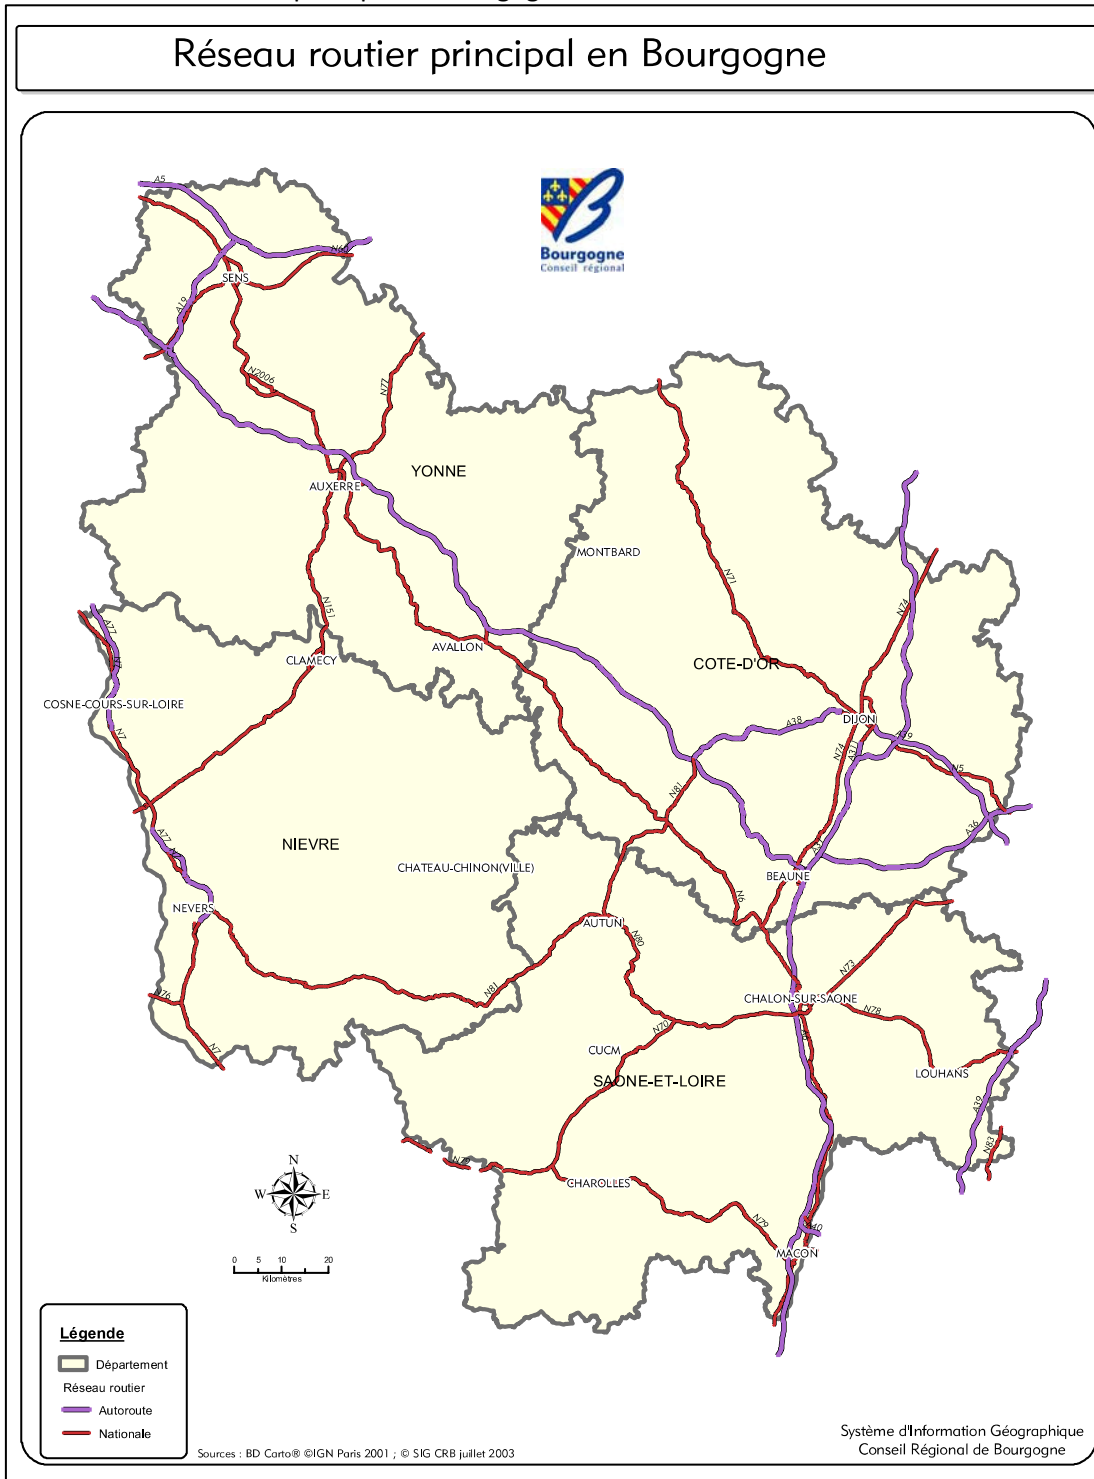 Réseau routier principal en Bourgogne
Bourgogne
Conseil régional
A5
N60
SENS
A19
N2006
N77
YONNE
AUXERRE
MONTBARD
N71
N74
N151
A77
N7
AVALLON
CLAMECY
COTE-D'OR
COSNE-COURS-SUR-LOIRE
N7
A38
DIJON
N74
A31
A39
N5
N81
A36
A77
N7
NIEVRE
A31
CHATEAU-CHINON(VILLE)
BEAUNE
N6
NEVERS
AUTUN
N80
N73
N81
N76
CHALON-SUR-SAONE
N78
N70
N7
CUCM
LOUHANS
SAONE-ET-LOIRE
A39
N83
N79
CHAROLLES
N79
A40
MACON
N
W
E
S
0 5 10 20
Kilomètres
Légende
Département
Réseau routier
Autoroute
Nationale
Sources : BD Carto® ©IGN Paris 2001 ; © SIG CRB juillet 2003
Système d'Information Géographique
Conseil Régional de Bourgogne